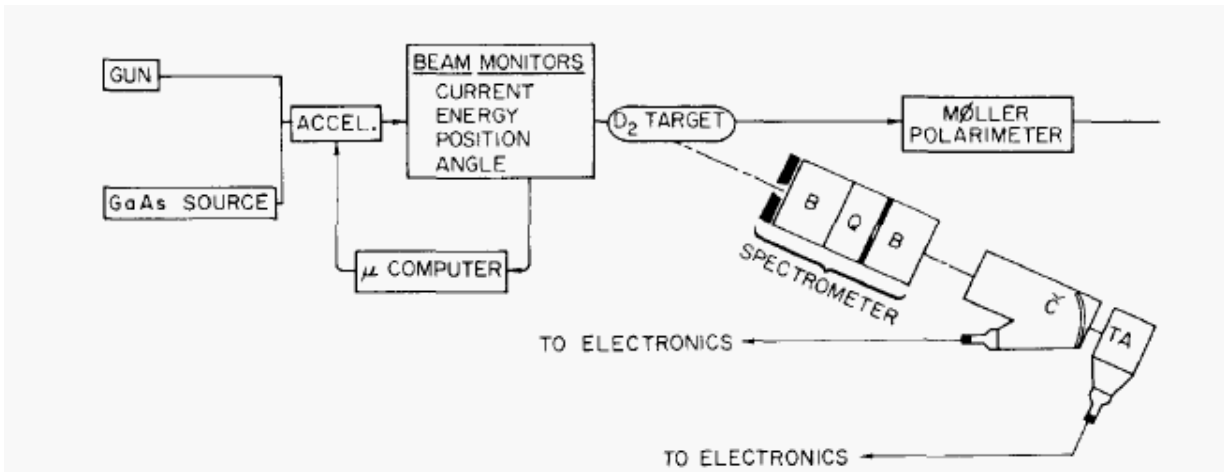 GUN
GaAs SOURCE
ACCEL.
BEAM MONITORS
CURRENT
ENERGY
POSITION
ANGLE
μ COMPUTER
D₂ TARGET
MØLLER
POLARIMETER
B
Q
B
SPECTROMETER
Č
TA
TO ELECTRONICS
TO ELECTRONICS